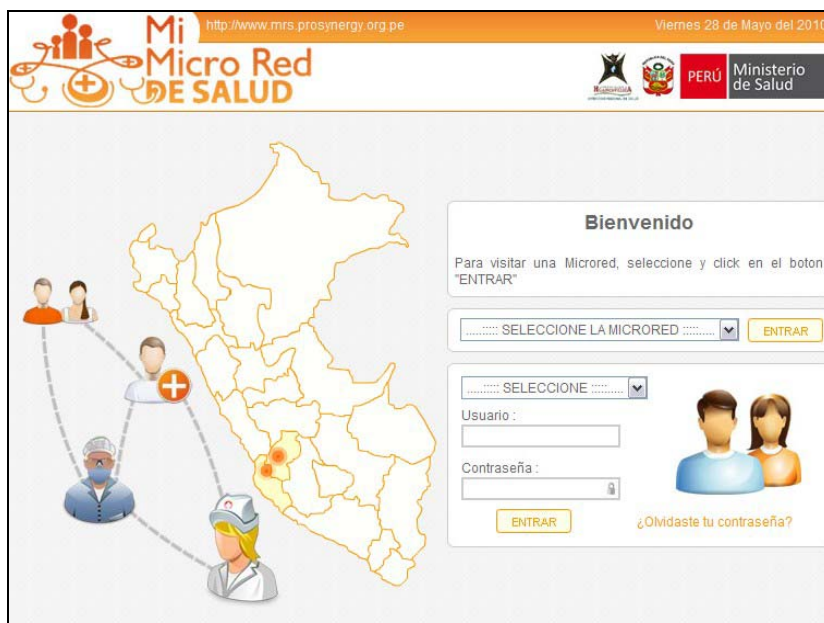 http://www.mrs.prosynergy.org.pe
Viernes 28 de Mayo del 2010
Mi
Micro Red
DE SALUD
PERÚ
Ministerio
de Salud
Bienvenido
Para visitar una Microred, seleccione y click en el boton
"ENTRAR"
.....::::: SELECCIONE LA MICRORED :::::.....
ENTRAR
.....::::: SELECCIONE :::::.....
Usuario :
Contraseña :
ENTRAR
¿Olvidaste tu contraseña?